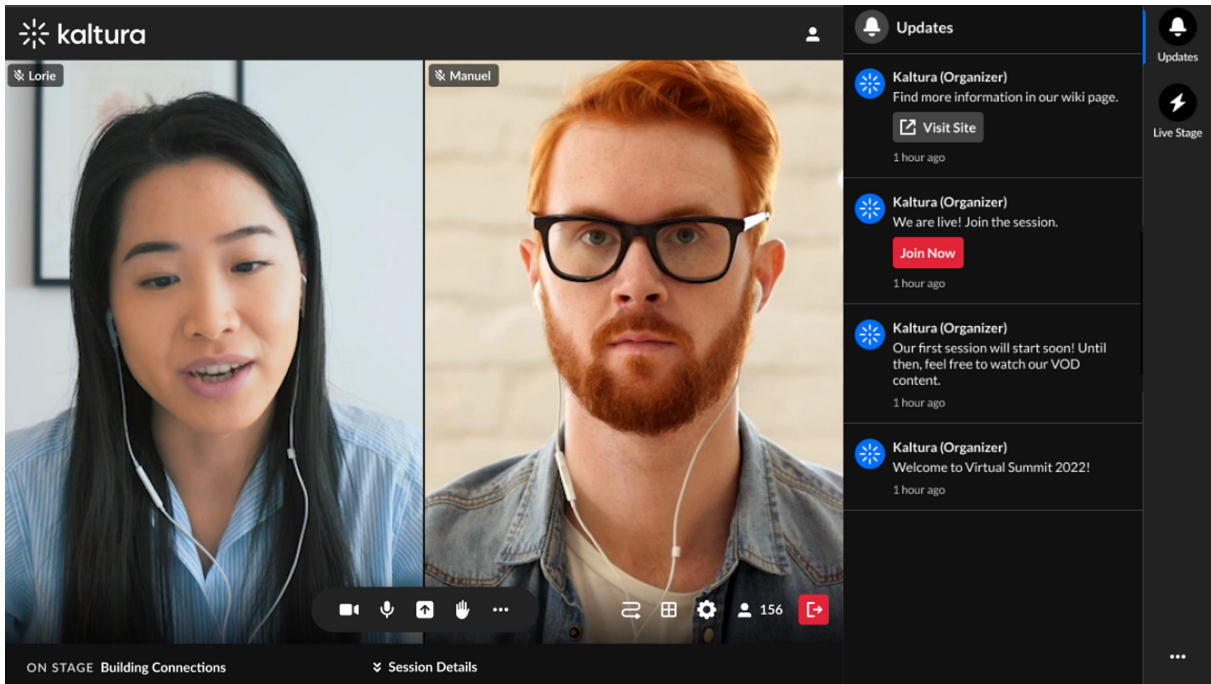 kaltura
Lorie
Manuel
156
ON STAGE Building Connections
Session Details
Updates
Kaltura (Organizer)
Find more information in our wiki page.
Visit Site
1 hour ago
Kaltura (Organizer)
We are live! Join the session.
Join Now
1 hour ago
Kaltura (Organizer)
Our first session will start soon! Until
then, feel free to watch our VOD
content.
1 hour ago
Kaltura (Organizer)
Welcome to Virtual Summit 2022!
1 hour ago
Updates
Live Stage